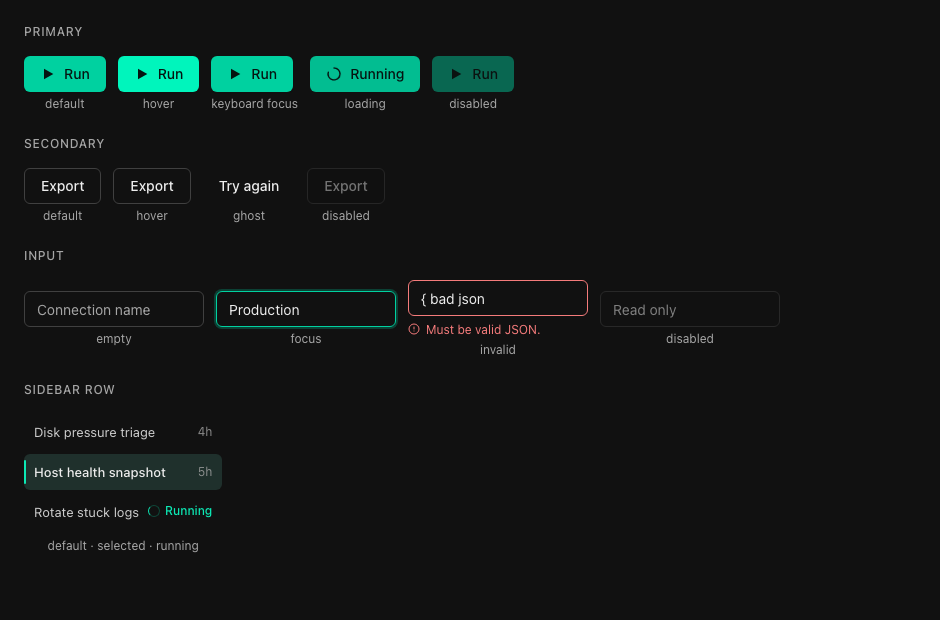 PRIMARY
Run Run Run Running Run
default hover keyboard focus loading disabled
SECONDARY
Export Export Try again Export
default hover ghost disabled
INPUT
Connection name Production { bad json Read only
Must be valid JSON.
empty focus invalid disabled
SIDEBAR ROW
Disk pressure triage 4h
Host health snapshot 5h
Rotate stuck logs Running
default · selected · running